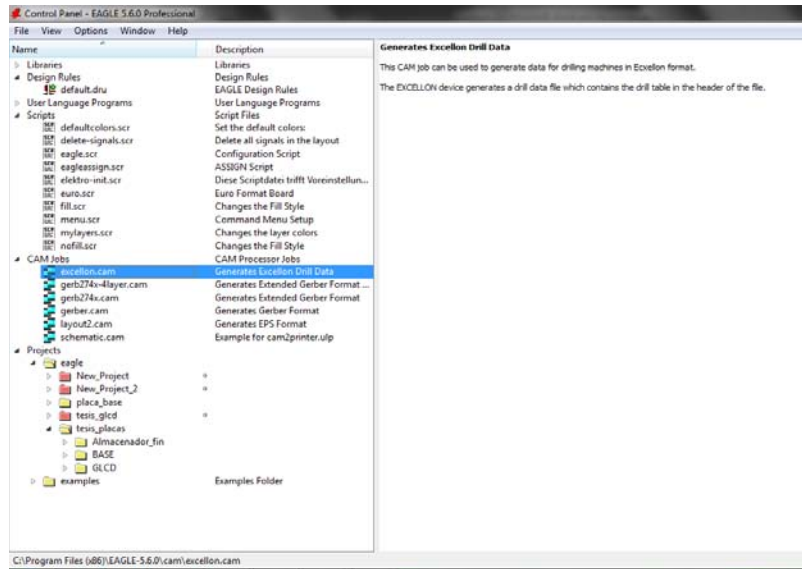 Control Panel - EAGLE 5.6.0 Professional
File View Options Window Help
Name Description
Libraries Libraries
Design Rules Design Rules
default.dru EAGLE Design Rules
User Language Programs User Language Programs
Scripts Script Files
defaultcolors.scr Set the default colors:
delete-signals.scr Delete all signals in the layout
eagle.scr Configuration Script
eagleassign.scr ASSIGN Script
elektro-init.scr Diese Scriptdatei trifft Voreinstellun...
euro.scr Euro Format Board
fill.scr Changes the Fill Style
menu.scr Command Menu Setup
mylayers.scr Changes the layer colors
nofill.scr Changes the Fill Style
CAM Jobs CAM Processor Jobs
excellon.cam Generates Excellon Drill Data
gerb274x-4layer.cam Generates Extended Gerber Format ...
gerb274x.cam Generates Extended Gerber Format
gerber.cam Generates Gerber Format
layout2.cam Generates EPS Format
schematic.cam Example for cam2printer.ulp
Projects
eagle
New_Project
New_Project_2
placa_base
tesis_glcd
tesis_placas
Almacenador_fin
BASE
GLCD
examples Examples Folder
Generates Excellon Drill Data
This CAM job can be used to generate data for drilling machines in Ecxellon format.
The EXCELLON device generates a drill data file which contains the drill table in the header of the file.
C:\Program Files (x86)\EAGLE-5.6.0\cam\excellon.cam